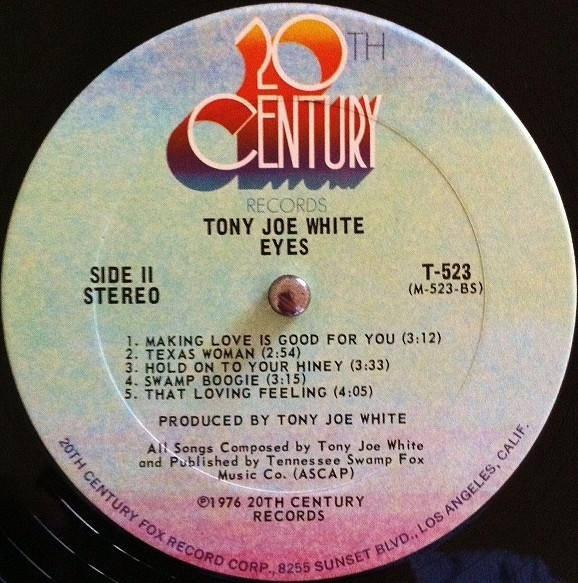 20TH
CENTURY
RECORDS
TONY JOE WHITE
EYES
SIDE II
STEREO
T-523
(M-523-BS)
1. MAKING LOVE IS GOOD FOR YOU (3:12)
2. TEXAS WOMAN (2:54)
3. HOLD ON TO YOUR HINEY (3:33)
4. SWAMP BOOGIE (3:15)
5. THAT LOVING FEELING (4:05)
PRODUCED BY TONY JOE WHITE
All Songs Composed by Tony Joe White
and Published by Tennessee Swamp Fox
Music Co. (ASCAP)
℗1976 20TH CENTURY
RECORDS
20TH CENTURY FOX RECORD CORP., 8255 SUNSET BLVD., LOS ANGELES, CALIF.